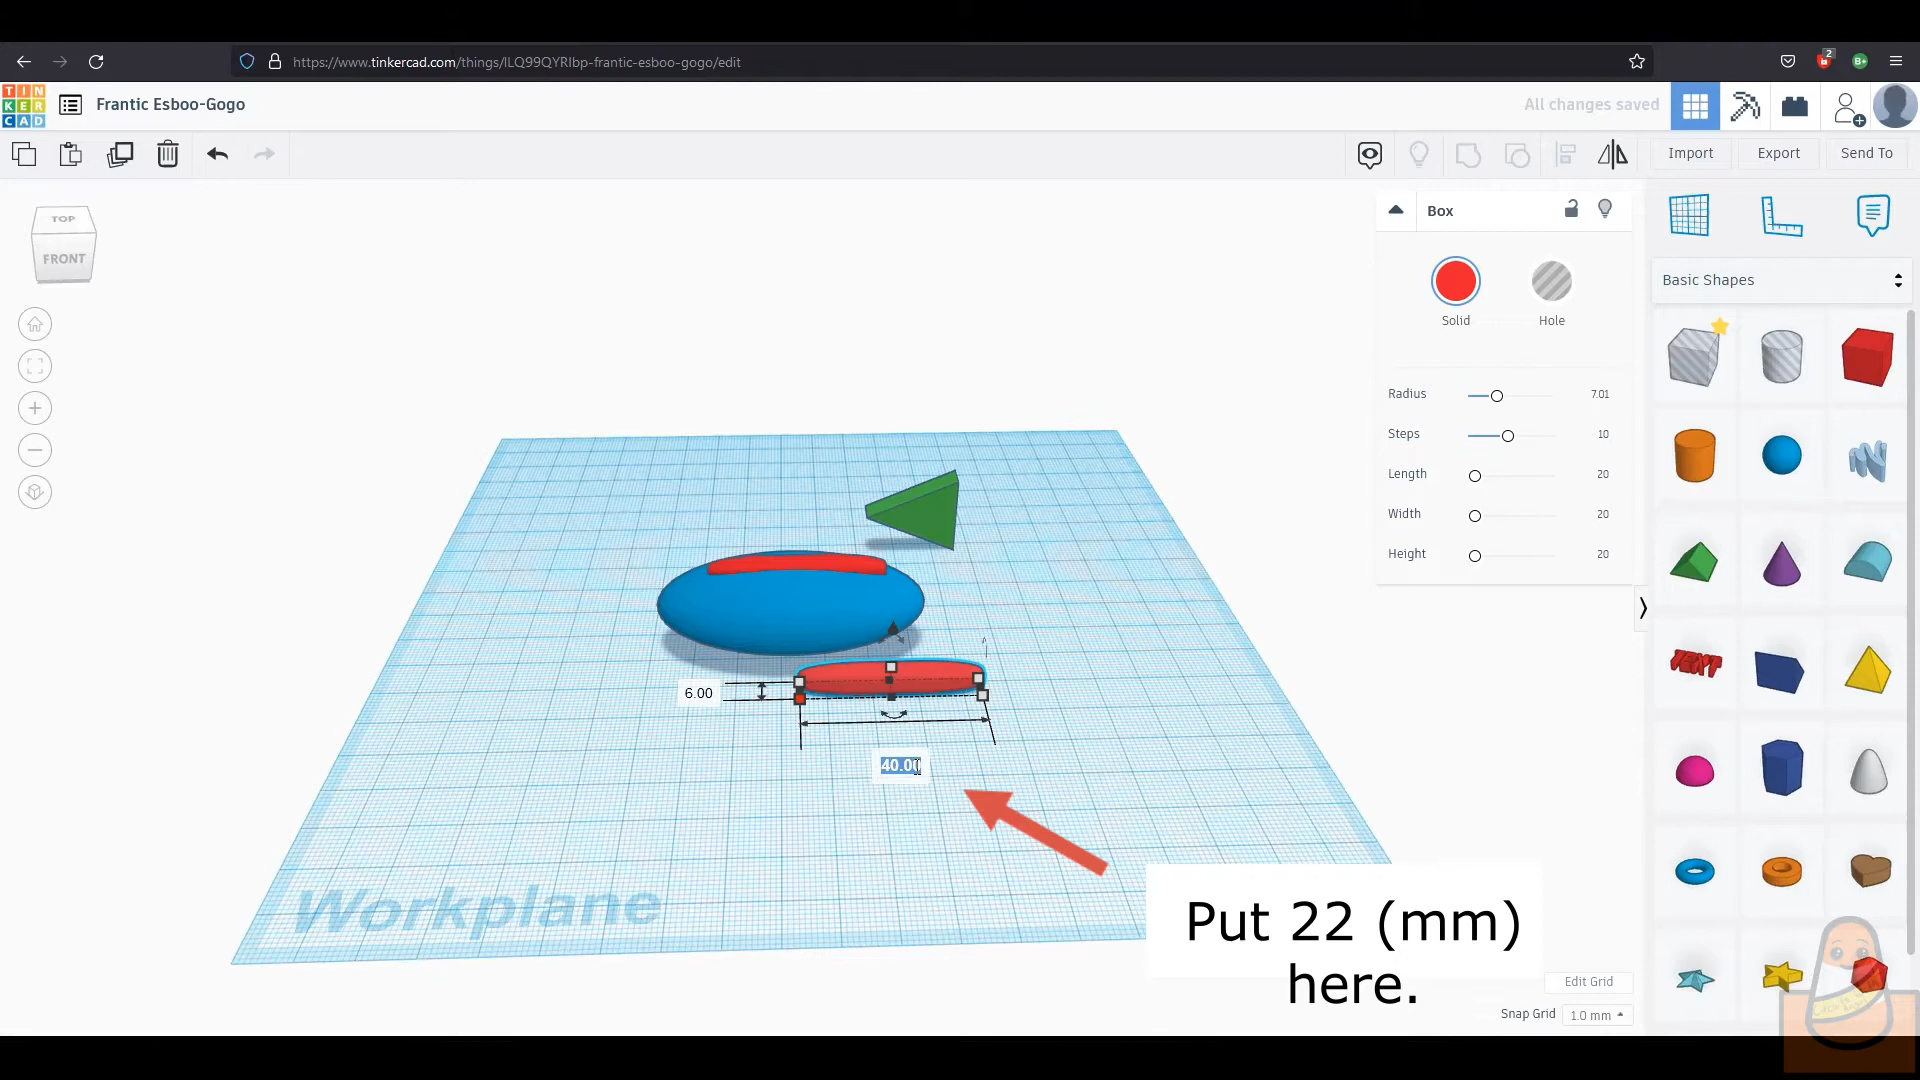 https://www.tinkercad.com/things/lLQ99QYRlbp-frantic-esboo-gogo/edit
2
B+
TIN
KER
CAD
Frantic Esboo-Gogo
All changes saved
Import
Export
Send To
TOP
FRONT
Box
Solid
Hole
Radius 7.01
Steps 10
Length 20
Width 20
Height 20
Basic Shapes
TEXT
6.00
40.00
Workplane
Put 22 (mm)
here.
Edit Grid
Snap Grid 1.0 mm